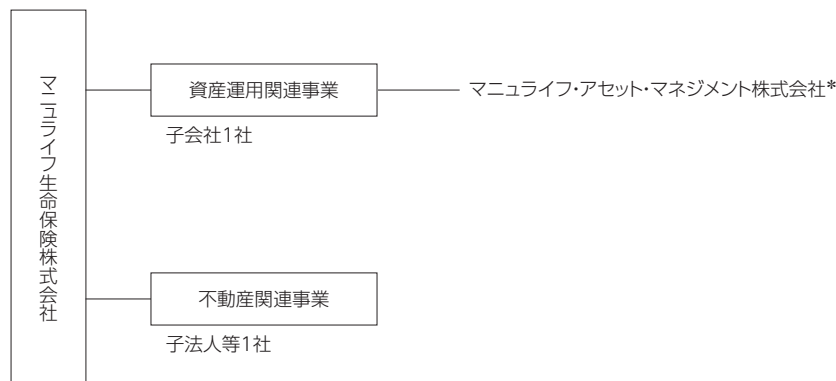 マニュライフ生命保険株式会社
資産運用関連事業
マニュライフ・アセット・マネジメント株式会社*
子会社1社
不動産関連事業
子法人等1社